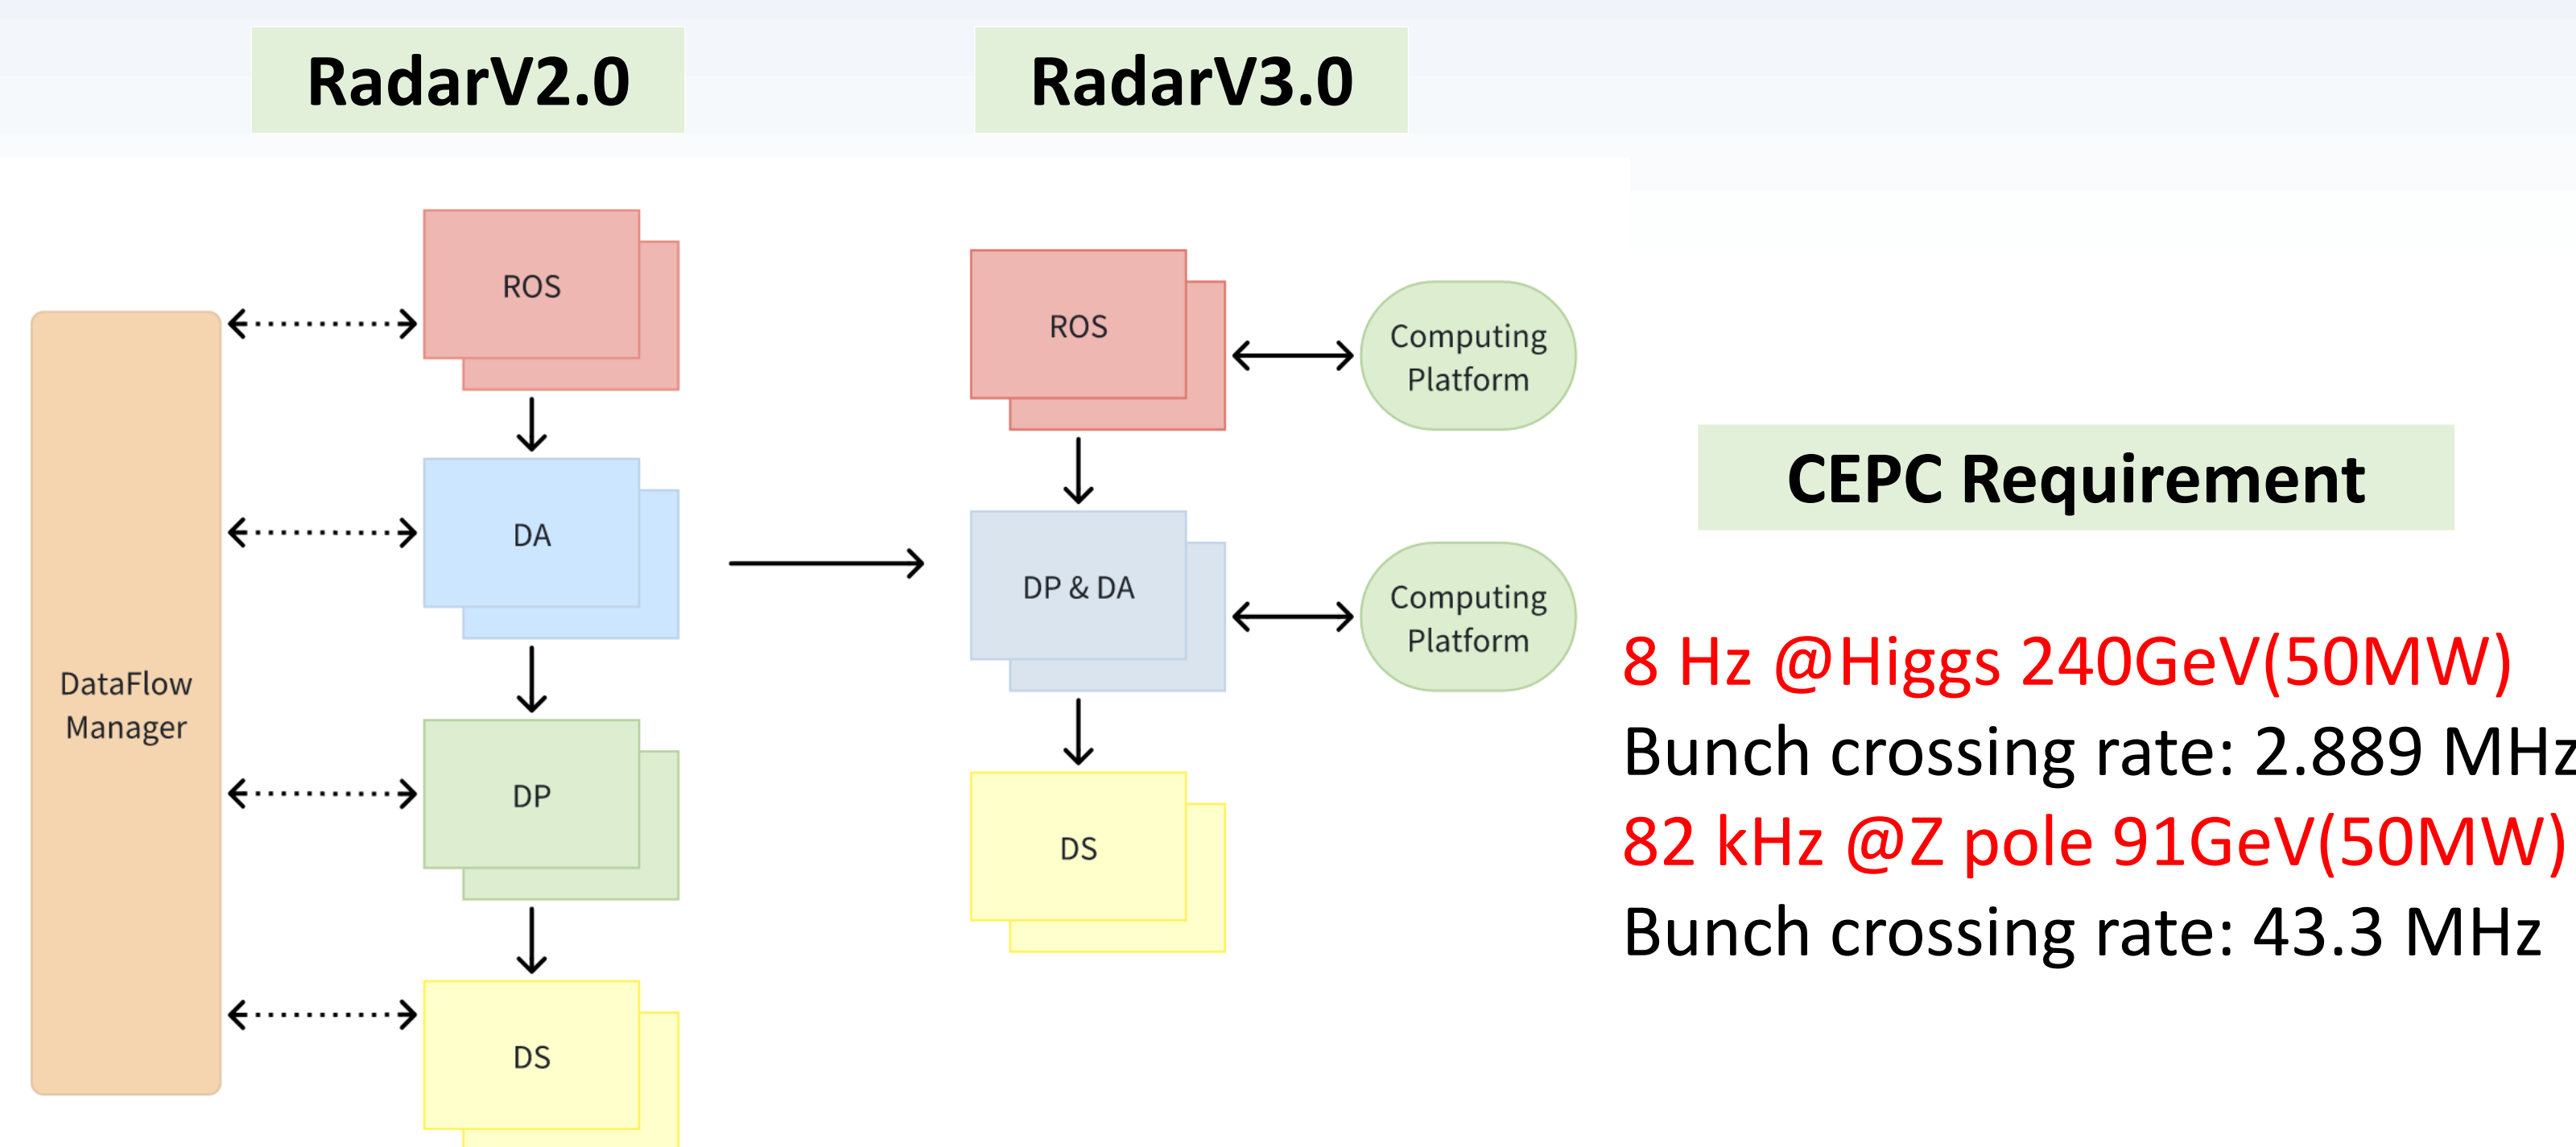 RadarV2.0
RadarV3.0
DataFlow
Manager
ROS
DA
DP
DS
ROS
DP & DA
DS
Computing
Platform
Computing
Platform
CEPC Requirement
8 Hz @Higgs 240GeV(50MW)
Bunch crossing rate: 2.889 MHz
82 kHz @Z pole 91GeV(50MW)
Bunch crossing rate: 43.3 MHz